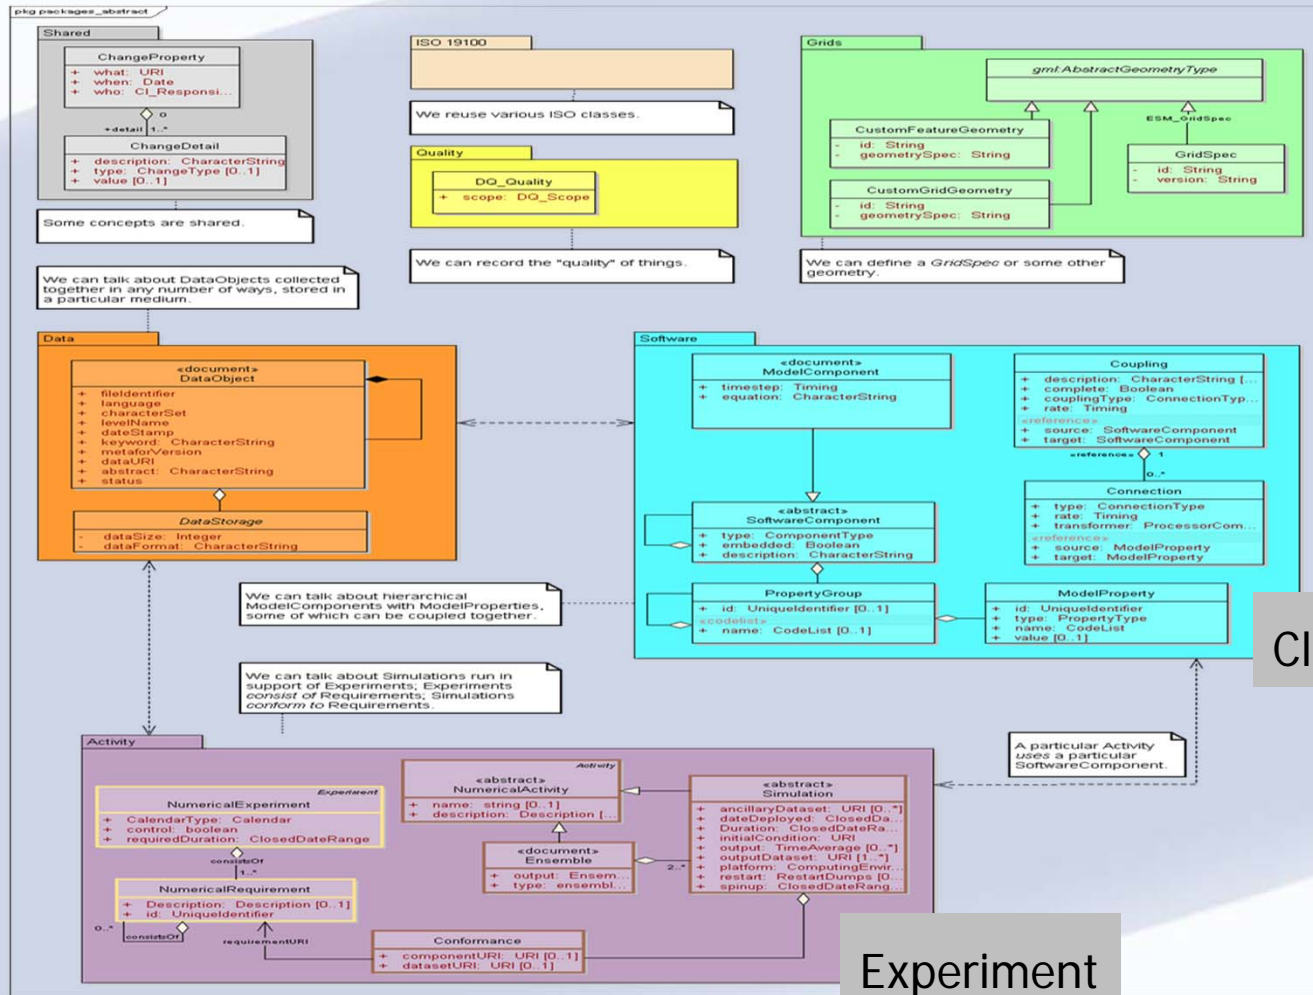 pkg packages_abstract
Shared
ChangeProperty
+ what: URI
+ when: Date
+ who: CI_Responsi...
0
+detail 1..*
ChangeDetail
+ description: CharacterString
+ type: ChangeType [0..1]
+ value [0..1]
Some concepts are shared.
ISO 19100
We reuse various ISO classes.
Quality
DQ_Quality
+ scope: DQ_Scope
We can record the "quality" of things.
Grids
gml:AbstractGeometryType
ESM_GridSpec
CustomFeatureGeometry
- id: String
- geometrySpec: String
GridSpec
- id: String
- version: String
CustomGridGeometry
- id: String
- geometrySpec: String
We can define a GridSpec or some other
geometry.
We can talk about DataObjects collected
together in any number of ways, stored in
a particular medium.
Data
«document»
DataObject
+ fileIdentifier
+ language
+ characterSet
+ levelName
+ dateStamp
+ keyword: CharacterString
+ metaforVersion
+ dataURI
+ abstract: CharacterString
+ status
DataStorage
- dataSize: Integer
- dataFormat: CharacterString
Software
«document»
ModelComponent
+ timestep: Timing
+ equation: CharacterString
Coupling
+ description: CharacterString [...
+ complete: Boolean
+ couplingType: ConnectionTyp...
+ rate: Timing
«reference»
+ source: SoftwareComponent
+ target: SoftwareComponent
«reference» 1
0..*
Connection
+ type: ConnectionType
+ rate: Timing
+ transformer: ProcessorCom...
«reference»
+ source: ModelProperty
+ target: ModelProperty
«abstract»
SoftwareComponent
+ type: ComponentType
+ embedded: Boolean
+ description: CharacterString
PropertyGroup
+ id: UniqueIdentifier [0..1]
«codelist»
+ name: CodeList [0..1]
ModelProperty
+ id: UniqueIdentifier
+ type: PropertyType
+ name: CodeList
+ value [0..1]
We can talk about hierarchical
ModelComponents with ModelProperties,
some of which can be coupled together.
Cl
We can talk about Simulations run in
support of Experiments; Experiments
consist of Requirements; Simulations
conform to Requirements.
A particular Activity
uses a particular
SoftwareComponent.
Activity
Experiment
NumericalExperiment
+ CalendarType: Calendar
+ control: boolean
+ requiredDuration: ClosedDateRange
consistsOf
1..*
NumericalRequirement
+ Description: Description [0..1]
+ id: UniqueIdentifier
0..*
consistsOf
requirementURI
Activity
«abstract»
NumericalActivity
+ name: string [0..1]
+ description: Description [...
«document»
Ensemble
+ output: Ensem...
+ type: ensembl...
2..*
«abstract»
Simulation
+ ancillaryDataset: URI [0..*]
+ dateDeployed: ClosedDa...
+ Duration: ClosedDateRa...
+ initialCondition: URI
+ output: TimeAverage [0..*]
+ outputDataset: URI [1..*]
+ platform: ComputingEnvir...
+ restart: RestartDumps [0...
+ spinup: ClosedDateRang...
Conformance
+ componentURI: URI [0..1]
+ datasetURI: URI [0..1]
Experiment